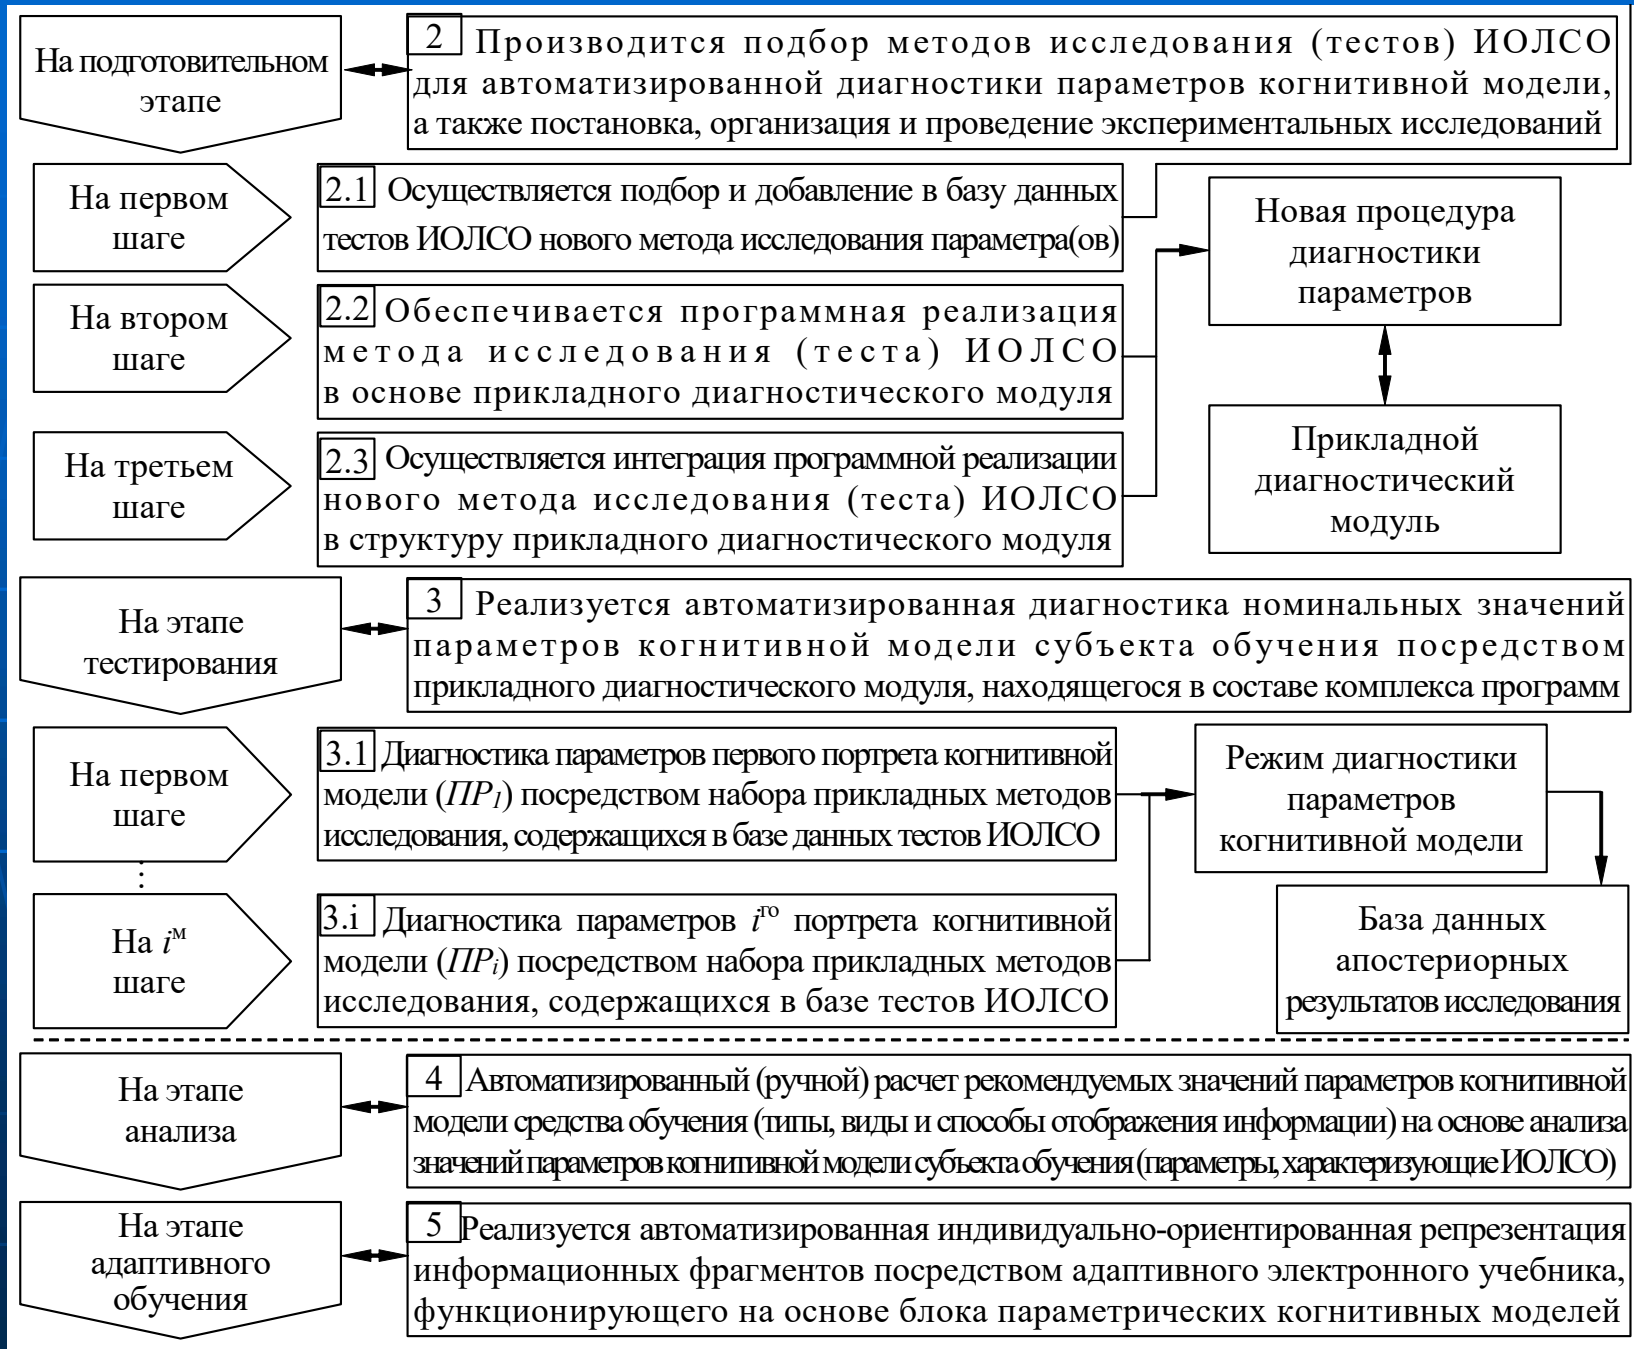 На подготовительном
этапе
2 Производится подбор методов исследования (тестов) ИОЛСО
для автоматизированной диагностики параметров когнитивной модели,
а также постановка, организация и проведение экспериментальных исследований
На первом
шаге
2.1 Осуществляется подбор и добавление в базу данных
тестов ИОЛСО нового метода исследования параметра(ов)
Новая процедура
диагностики
параметров
На втором
шаге
2.2 Обеспечивается программная реализация
метода исследования (теста) ИОЛСО
в основе прикладного диагностического модуля
На третьем
шаге
2.3 Осуществляется интеграция программной реализации
нового метода исследования (теста) ИОЛСО
в структуру прикладного диагностического модуля
Прикладной
диагностический
модуль
На этапе
тестирования
3 Реализуется автоматизированная диагностика номинальных значений
параметров когнитивной модели субъекта обучения посредством
прикладного диагностического модуля, находящегося в составе комплекса программ
На первом
шаге
3.1 Диагностика параметров первого портрета когнитивной
модели (ПР1) посредством набора прикладных методов
исследования, содержащихся в базе данных тестов ИОЛСО
Режим диагностики
параметров
когнитивной модели
На iм
шаге
3.i Диагностика параметров iго портрета когнитивной
модели (ПРi) посредством набора прикладных методов
исследования, содержащихся в базе тестов ИОЛСО
База данных
апостериорных
результатов исследования
На этапе
анализа
4 Автоматизированный (ручной) расчет рекомендуемых значений параметров когнитивной
модели средства обучения (типы, виды и способы отображения информации) на основе анализа
значений параметров когнитивной модели субъекта обучения (параметры, характеризующие ИОЛСО)
На этапе
адаптивного
обучения
5 Реализуется автоматизированная индивидуально-ориентированная репрезентация
информационных фрагментов посредством адаптивного электронного учебника,
функционирующего на основе блока параметрических когнитивных моделей